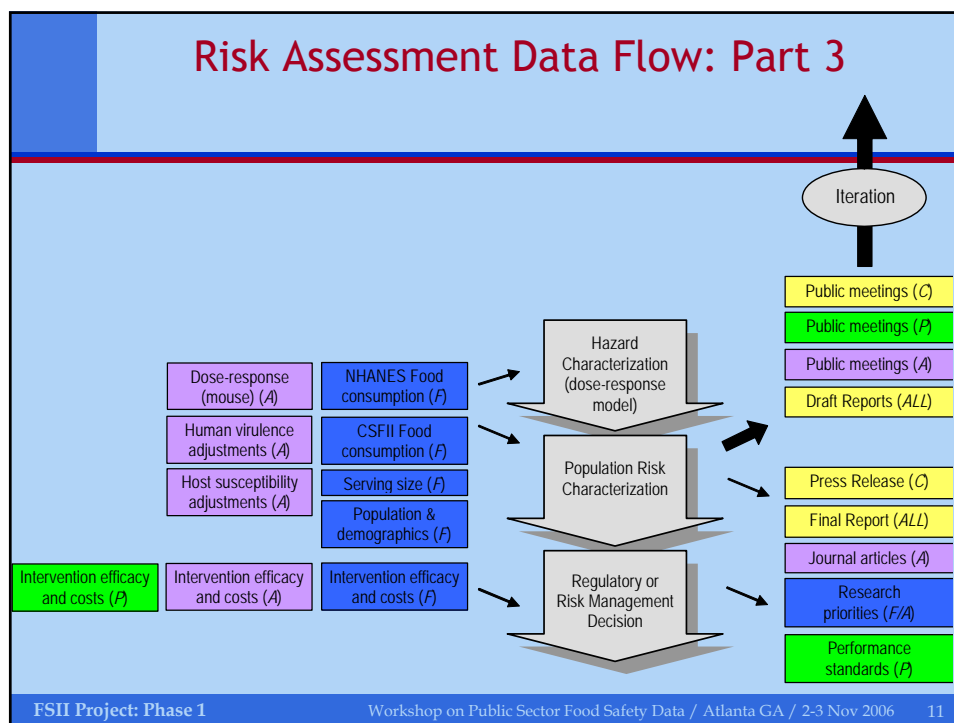 Risk Assessment Data Flow: Part 3
Iteration
Public meetings (C)
Public meetings (P)
Public meetings (A)
Draft Reports (ALL)
Hazard
Characterization
(dose-response
model)
Dose-response
(mouse) (A)
NHANES Food
consumption (F)
Human virulence
adjustments (A)
CSFII Food
consumption (F)
Host susceptibility
adjustments (A)
Serving size (F)
Population &
demographics (F)
Population Risk
Characterization
Press Release (C)
Final Report (ALL)
Journal articles (A)
Intervention efficacy
and costs (P)
Intervention efficacy
and costs (A)
Intervention efficacy
and costs (F)
Regulatory or
Risk Management
Decision
Research
priorities (F/A)
Performance
standards (P)
FSII Project: Phase 1
Workshop on Public Sector Food Safety Data / Atlanta GA / 2-3 Nov 2006
11